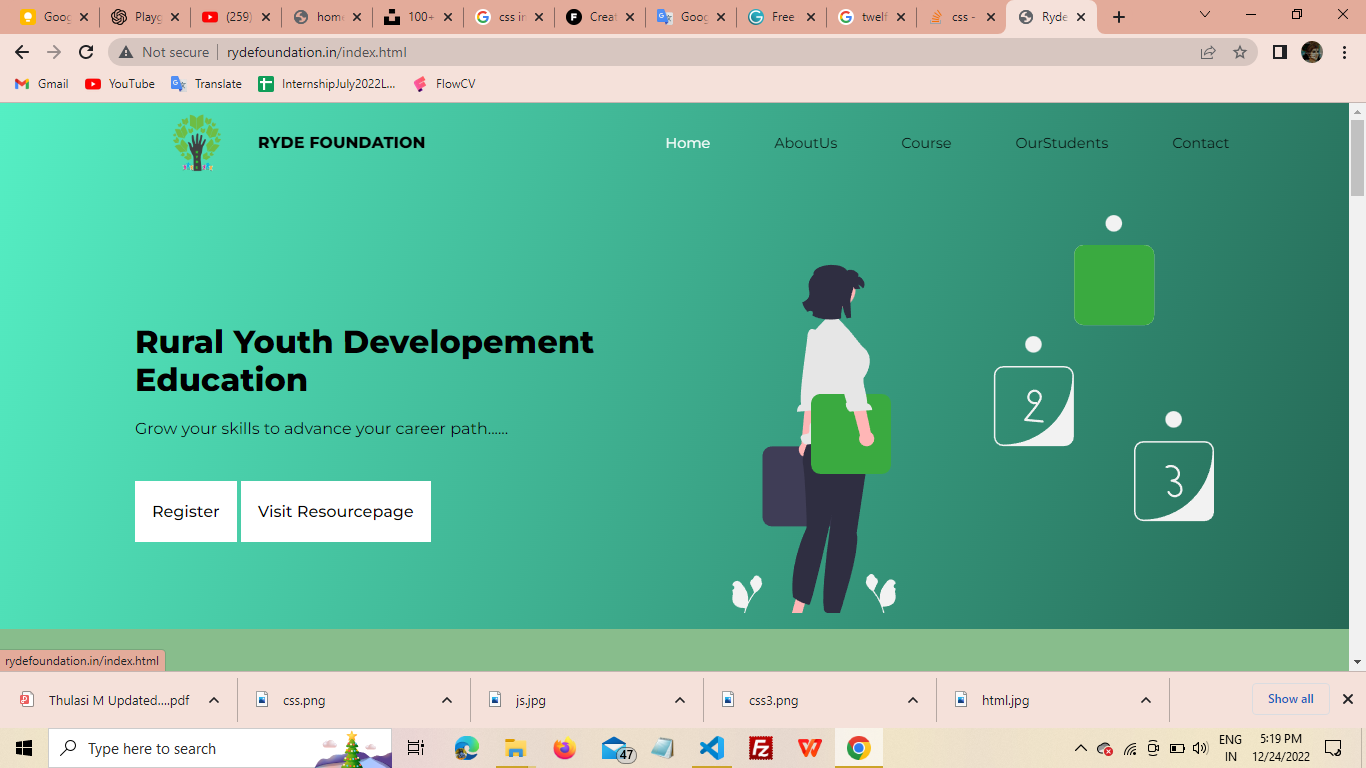 Goog
Playg
(259)
home
100+
css in
Creat
Goog
Free
twelf
css -
Ryde
Not secure
rydefoundation.in/index.html
Gmail
YouTube
Translate
InternshipJuly2022L...
FlowCV
RYDE FOUNDATION
Home
AboutUs
Course
OurStudents
Contact
Rural Youth Developement
Education
Grow your skills to advance your career path......
Register
Visit Resourcepage
2
3
rydefoundation.in/index.html
Thulasi M Updated....pdf
css.png
js.jpg
css3.png
html.jpg
Show all
Type here to search
47
ENG
IN
5:19 PM
12/24/2022